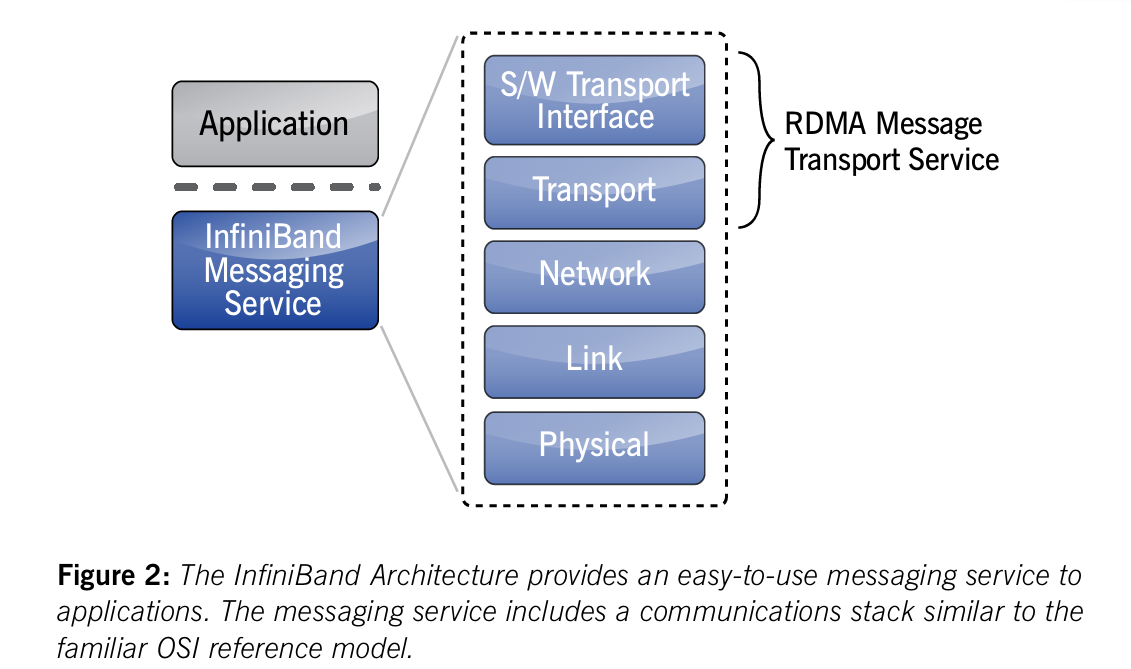 Application
InfiniBand
Messaging
Service
S/W Transport
Interface
Transport
Network
Link
Physical
RDMA Message
Transport Service
Figure 2: The InfiniBand Architecture provides an easy-to-use messaging service to
applications. The messaging service includes a communications stack similar to the
familiar OSI reference model.